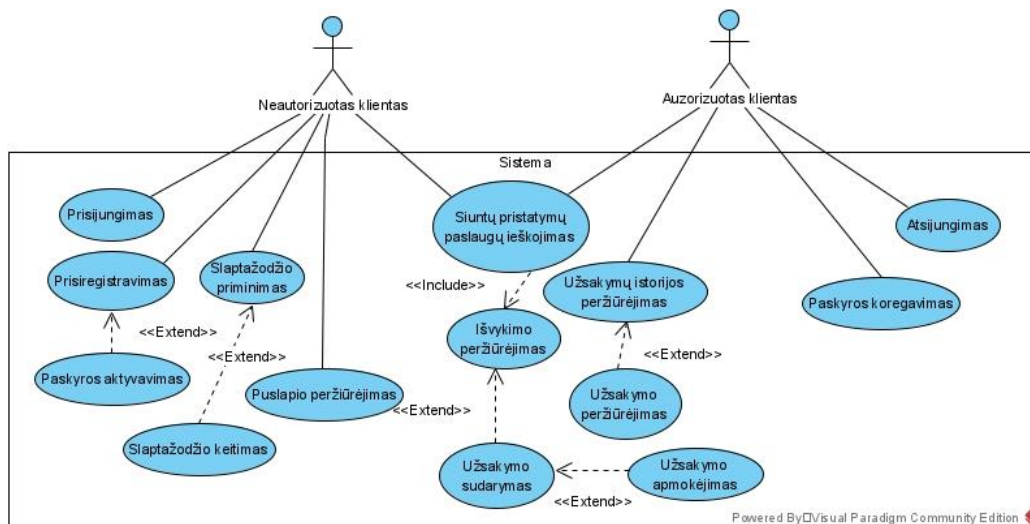 Neautorizuotas klientas
Auzorizuotas klientas
Sistema
Prisijungimas
Siuntų pristatymų
paslaugų ieškojimas
Atsijungimas
Prisiregistravimas
Slaptažodžio
priminimas
<<Include>>
Užsakymų istorijos
peržiūrėjimas
Paskyros koregavimas
<<Extend>>
Išvykimo
peržiūrėjimas
<<Extend>>
<<Extend>>
Paskyros aktyvavimas
Puslapio peržiūrėjimas
<<Extend>>
Užsakymo
peržiūrėjimas
Slaptažodžio keitimas
Užsakymo
sudarymas
Užsakymo
apmokėjimas
<<Extend>>
Powered By□Visual Paradigm Community Edition